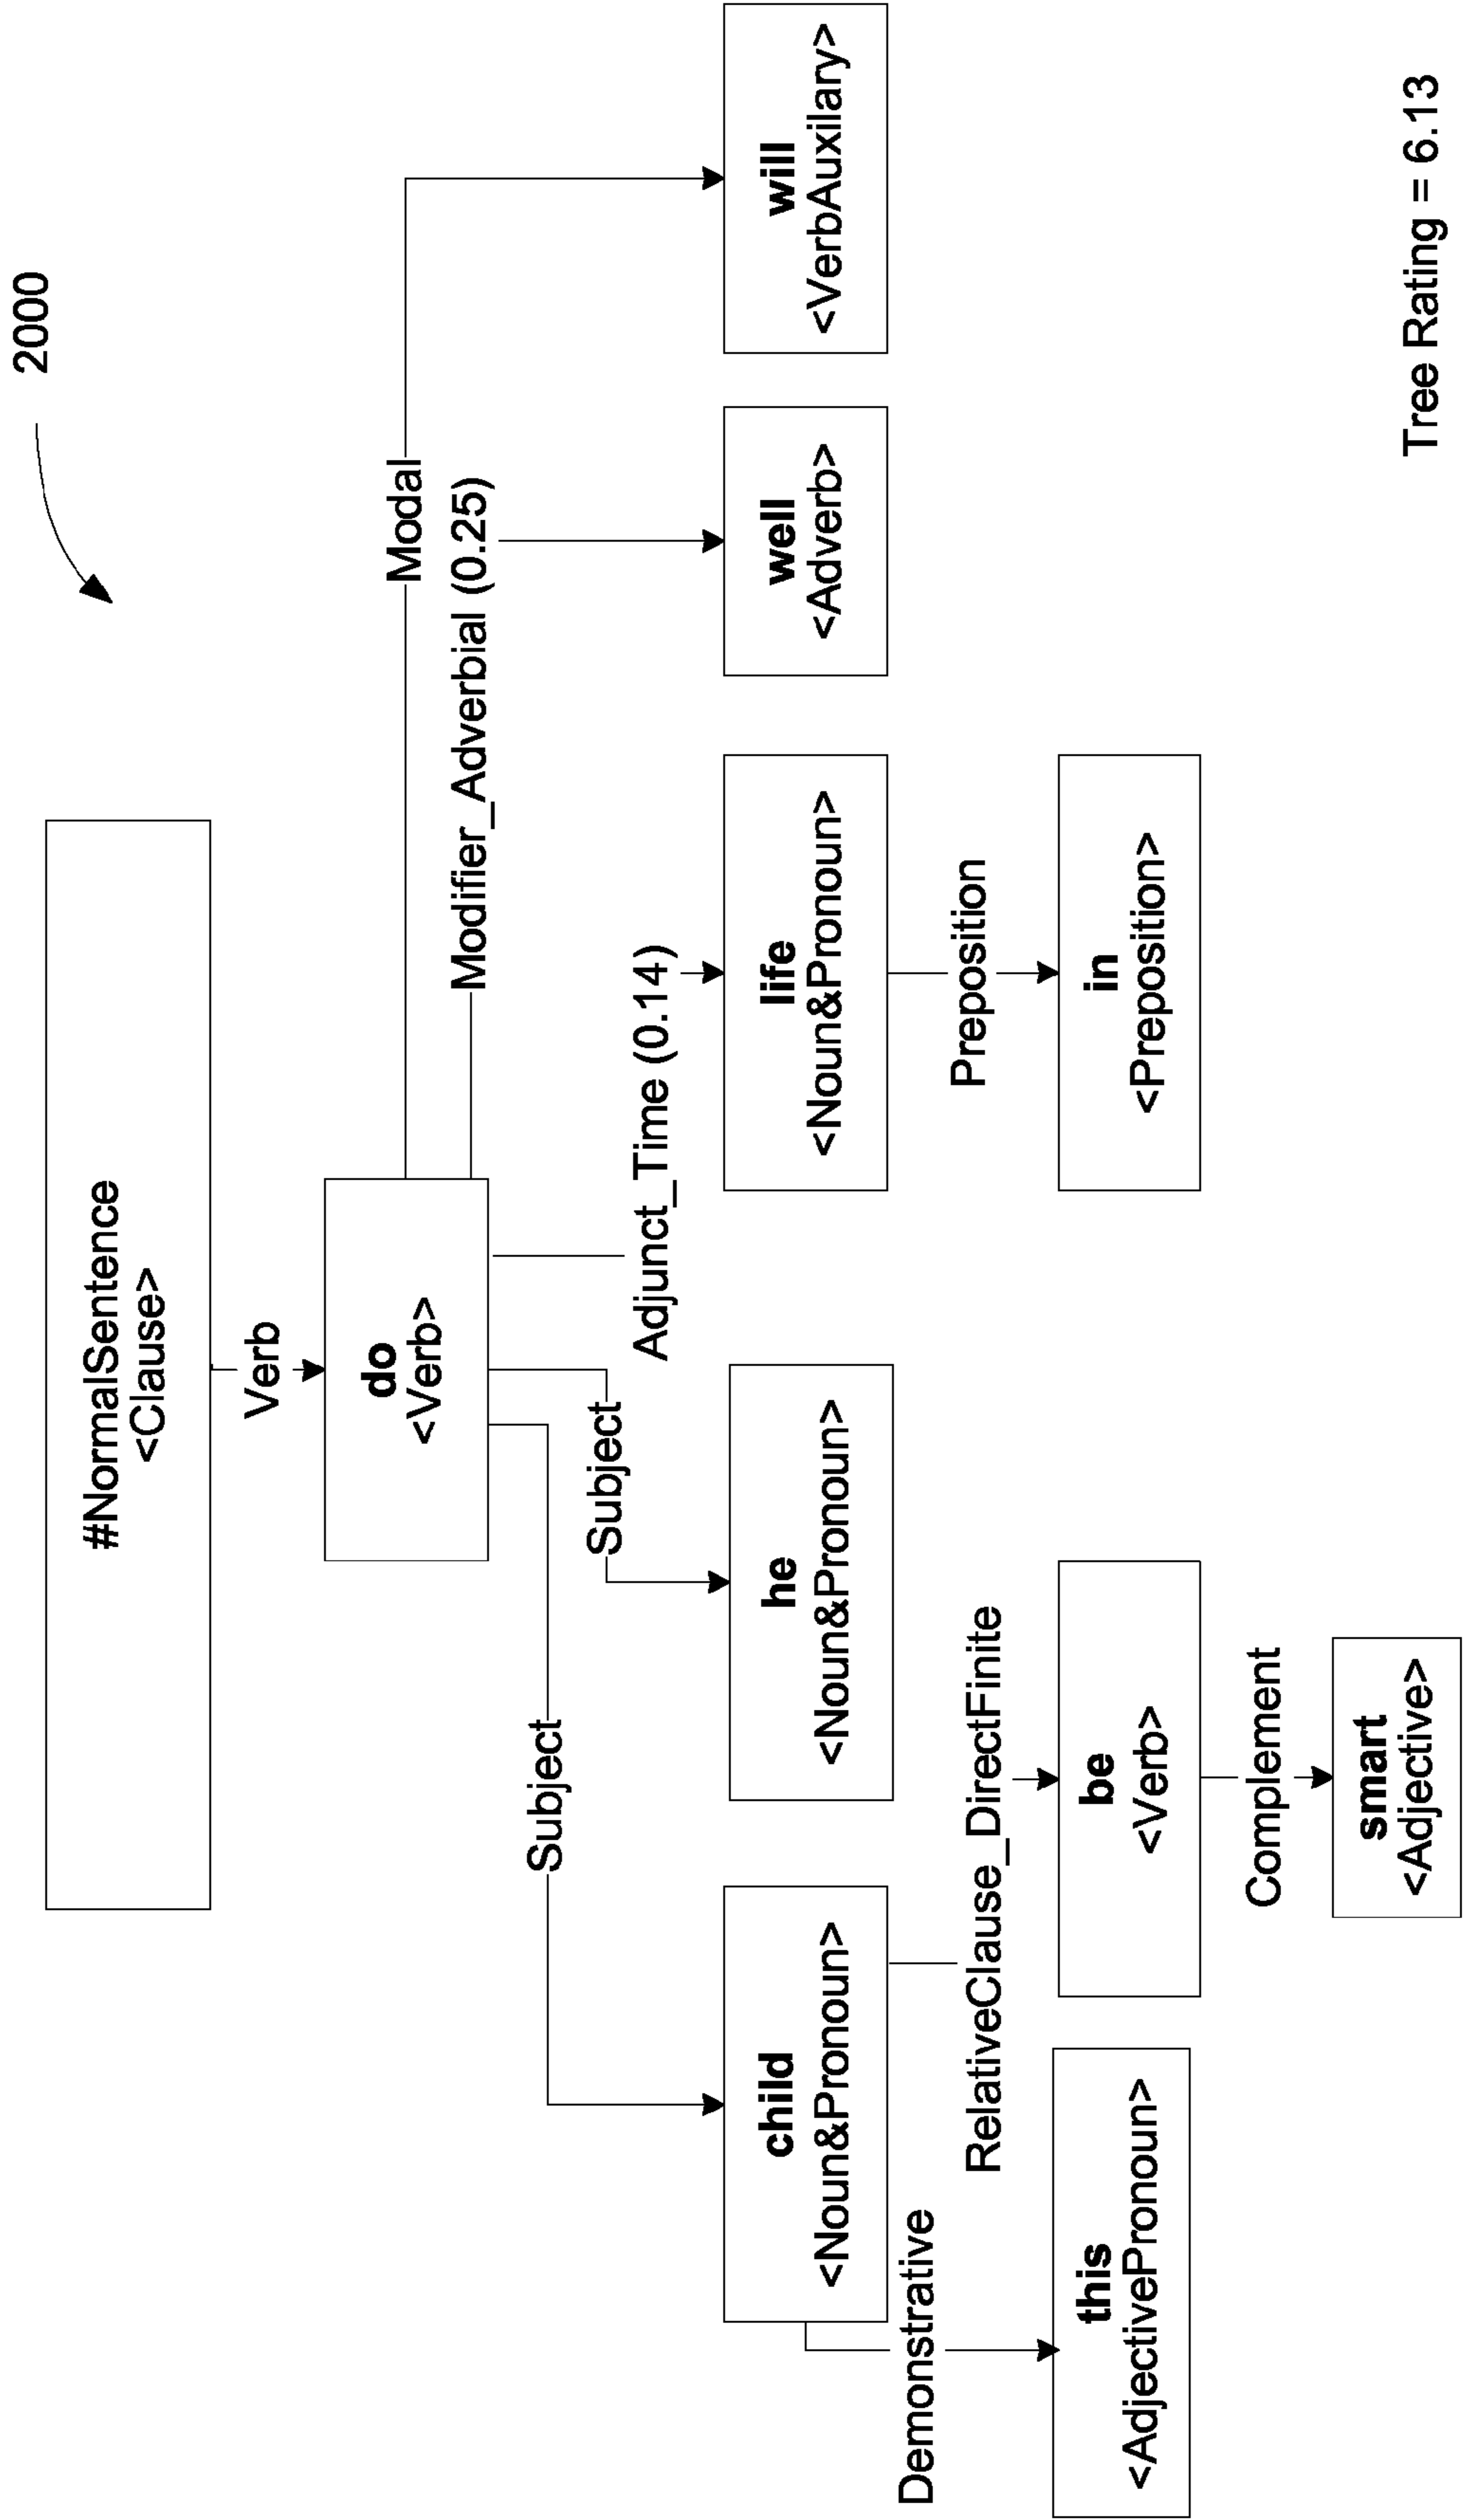 2000
#NormalSentence
<Clause>
Verb
do
<Verb>
Modal
Modifier_Adverbial (0.25)
Subject
Subject
Adjunct_Time (0.14)
child
<Noun&Pronoun>
he
<Noun&Pronoun>
life
<Noun&Pronoun>
well
<Adverb>
will
<VerbAuxilary>
Demonstrative
RelativeClause_DirectFinite
Preposition
this
<AdjectivePronoun>
be
<Verb>
in
<Preposition>
Complement
smart
<Adjective>
Tree Rating = 6.13